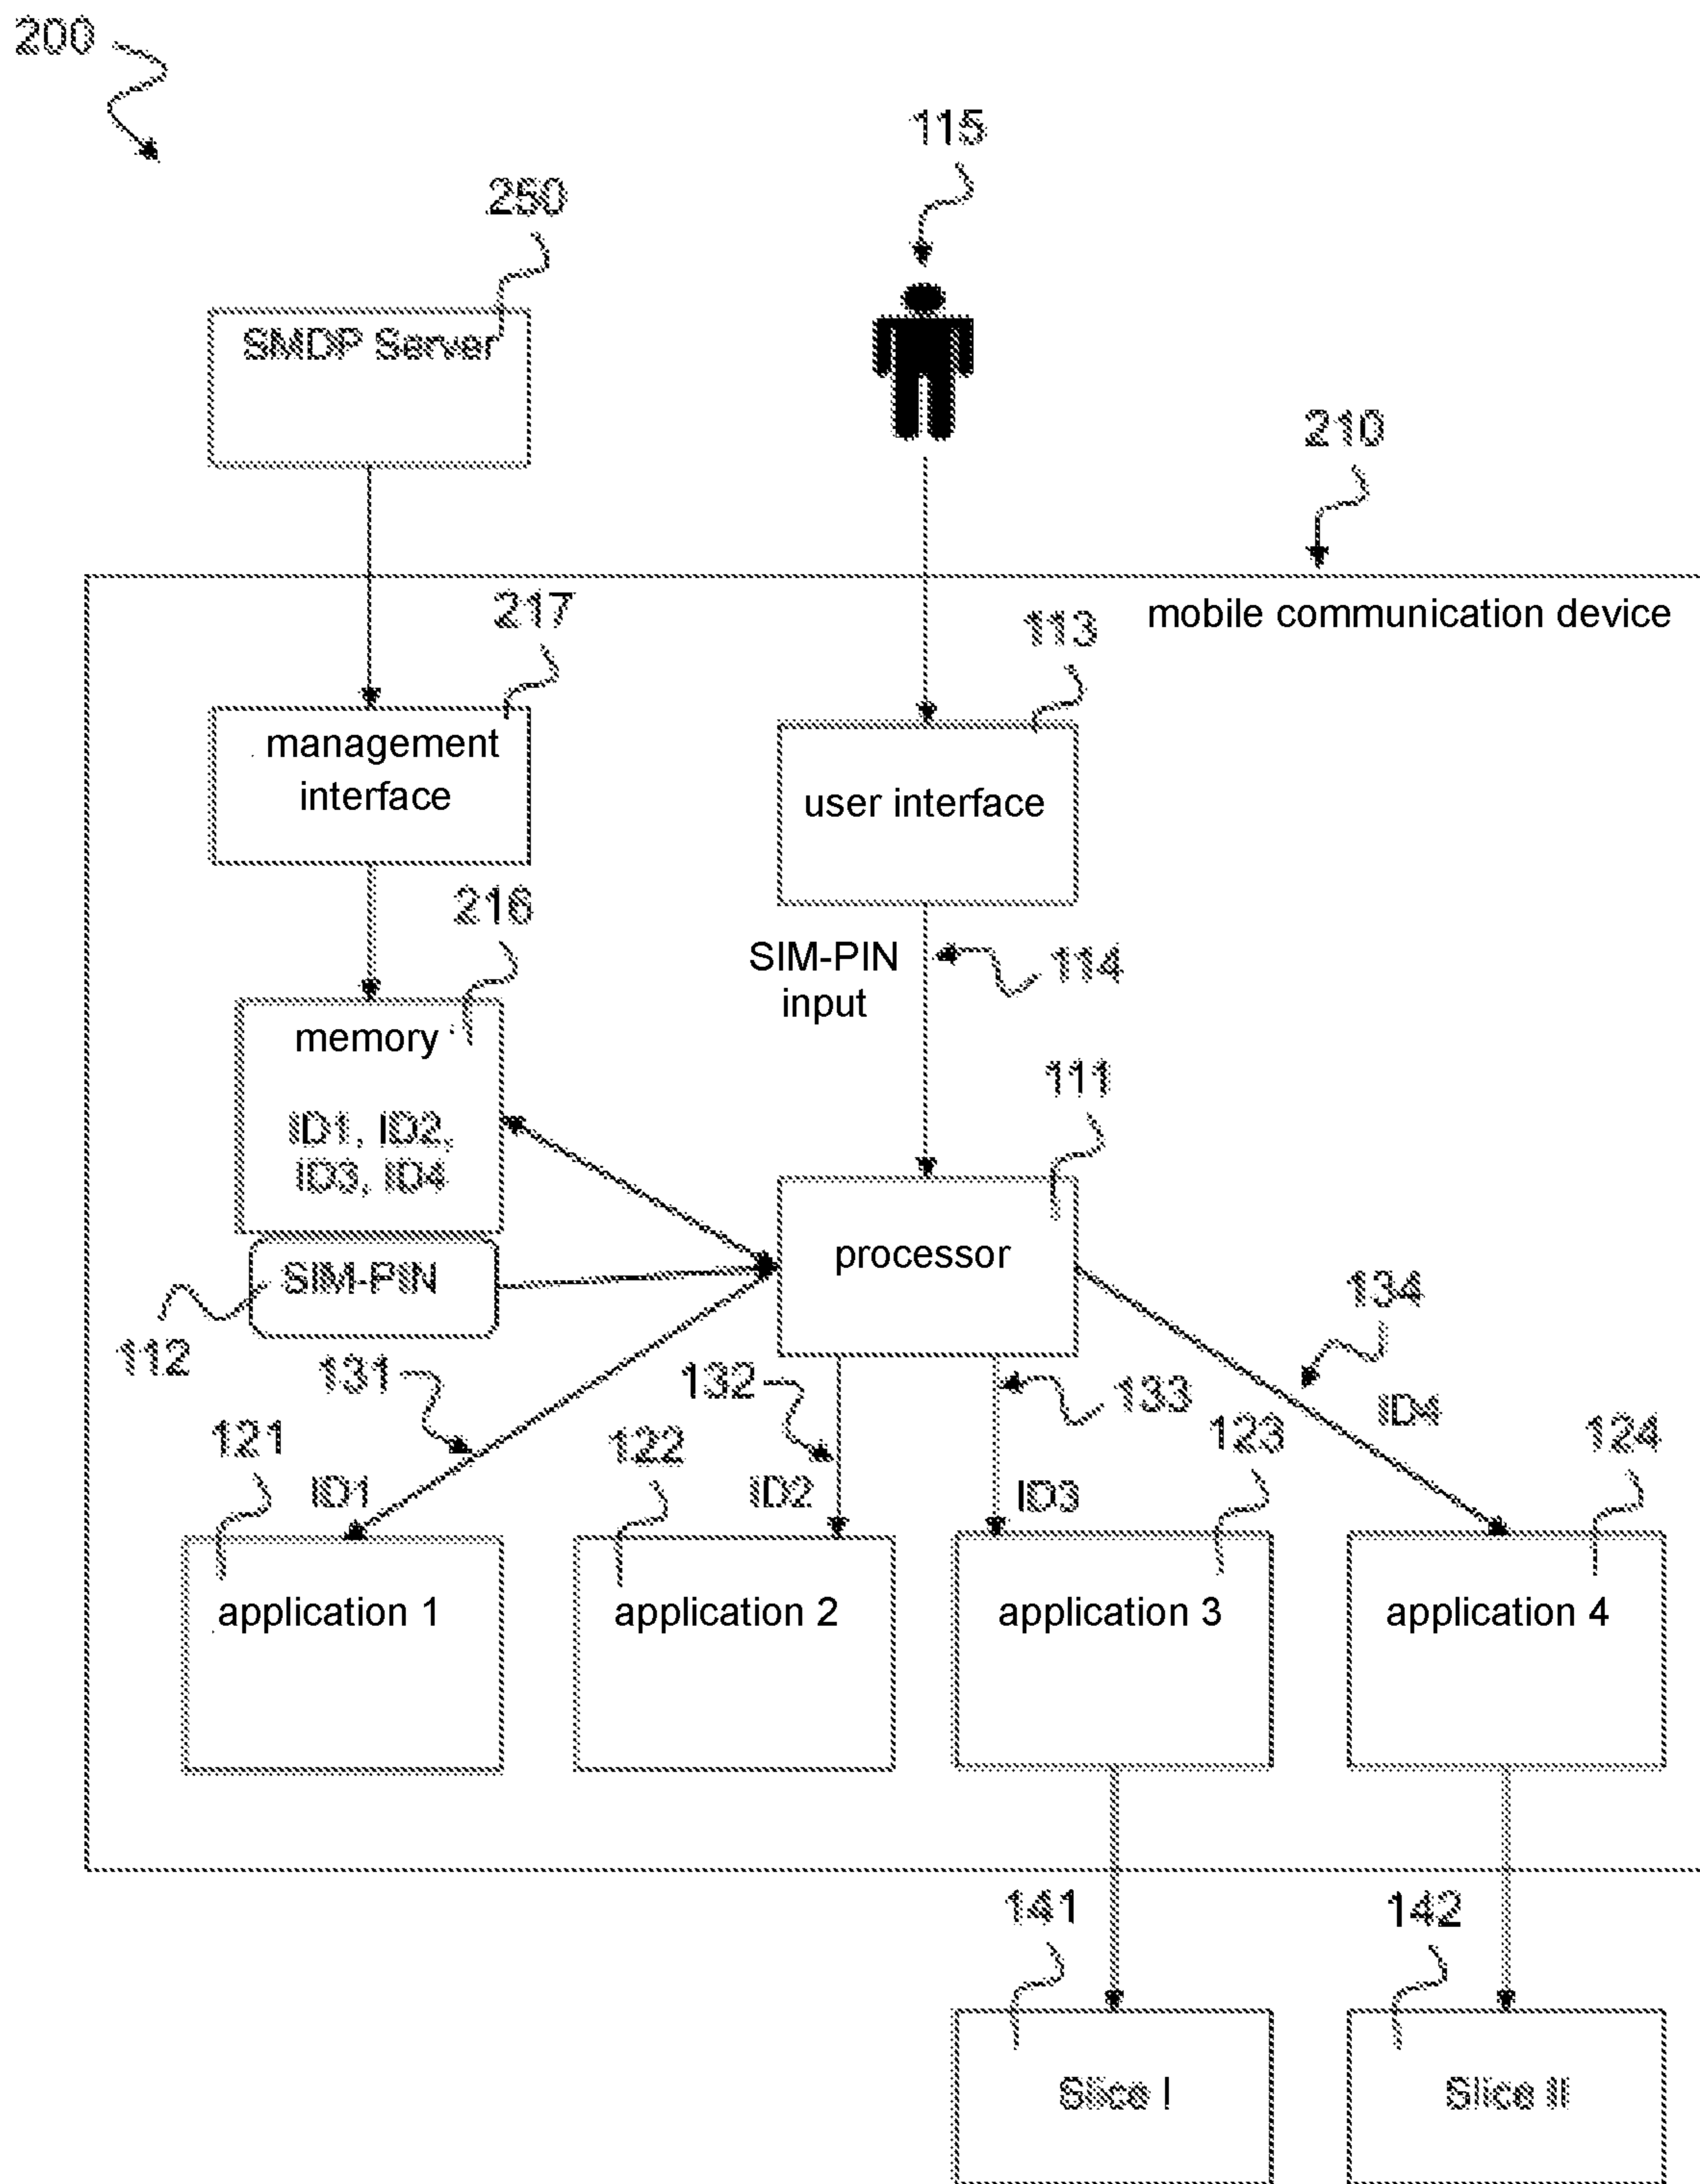 200
115
250
SMDP Server
210
mobile communication device
217
113
management
interface
user interface
216
SIM-PIN
input
114
memory
111
ID1, ID2,
ID3, ID4
processor
SIM-PIN
134
112
131
132
133
ID4
121
122
123
124
ID1
ID2
ID3
application 1
application 2
application 3
application 4
141
142
Slice I
Slice II